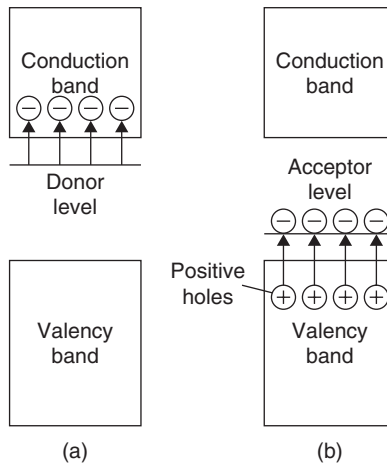 Conduction
band
− − − −
Donor
level
Valency
band
(a)
Conduction
band
Acceptor
level
− − − −
Positive
holes
+ + + +
Valency
band
(b)